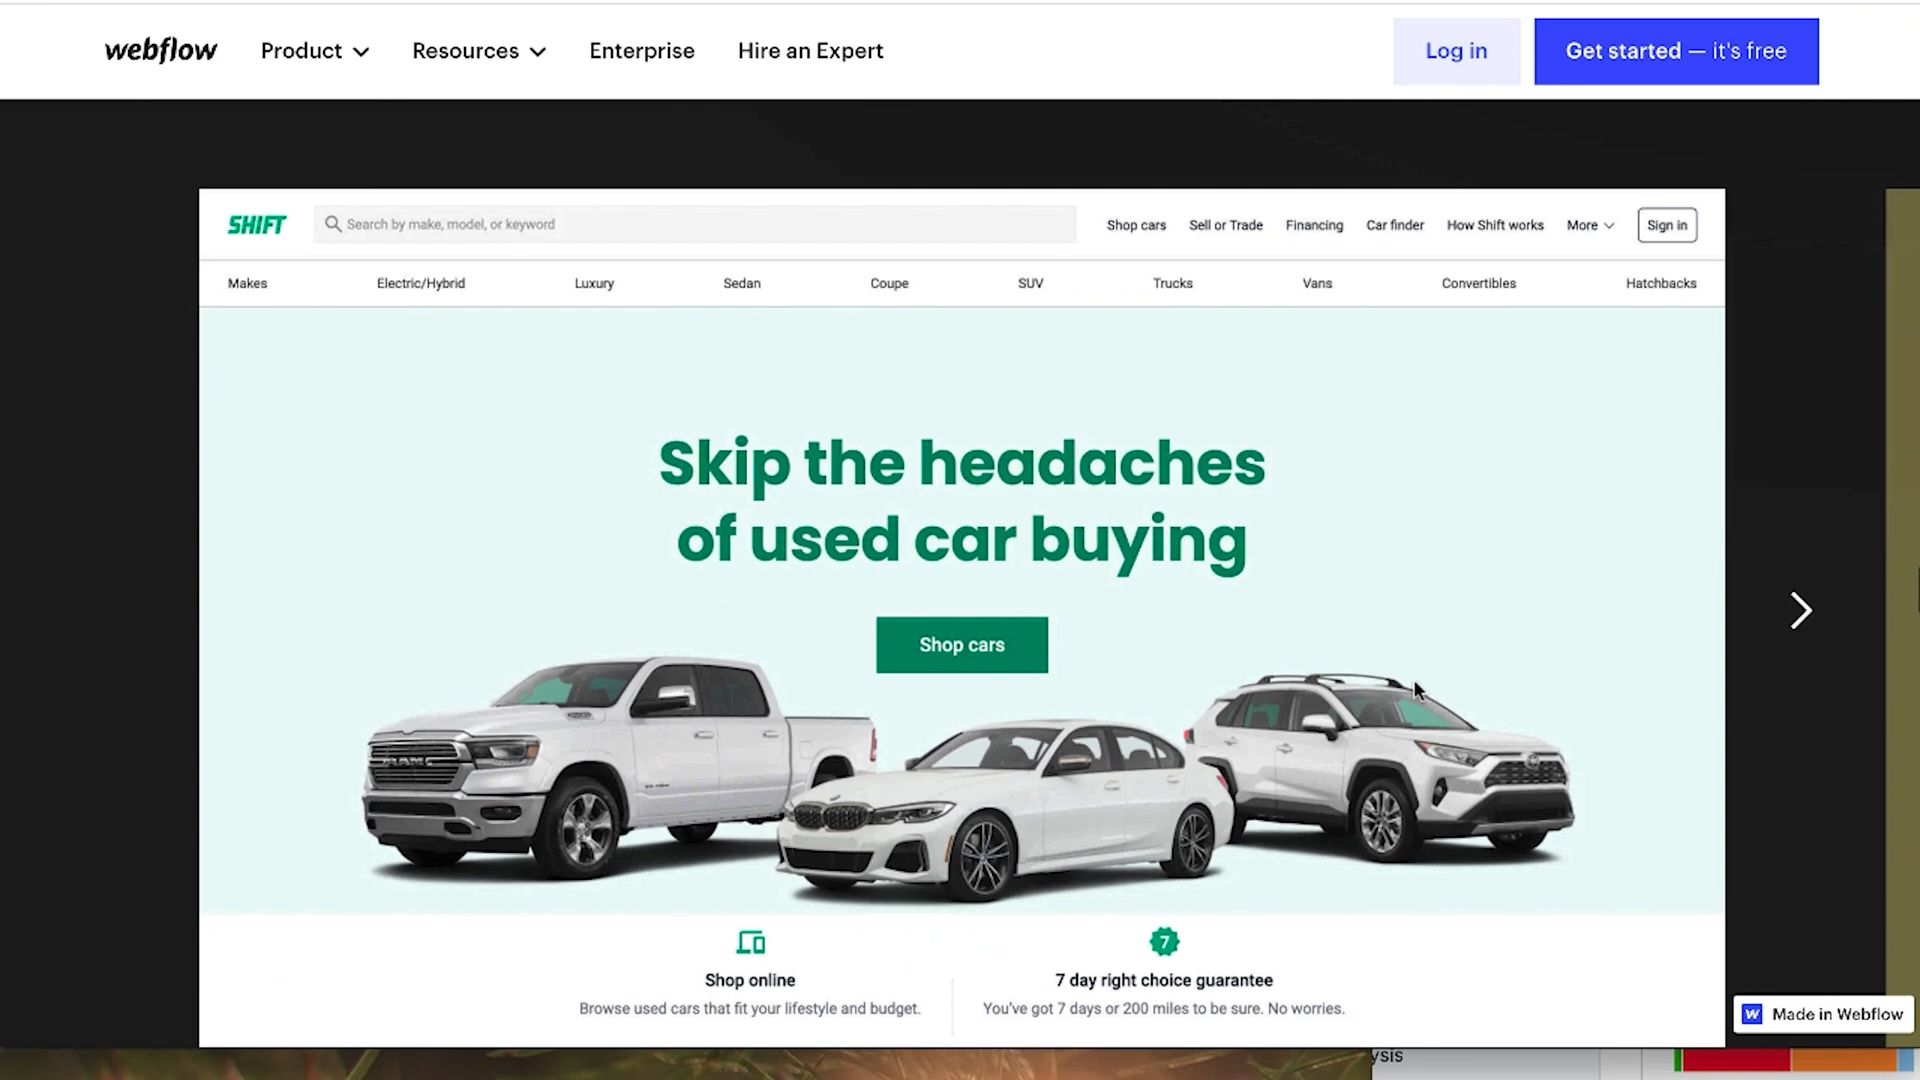 webflow Product Resources Enterprise Hire an Expert Log in Get started — it's free
SHIFT Search by make, model, or keyword Shop cars Sell or Trade Financing Car finder How Shift works More Sign in
Makes Electric/Hybrid Luxury Sedan Coupe SUV Trucks Vans Convertibles Hatchbacks
Skip the headaches
of used car buying
Shop cars
RAM
7
Shop online 7 day right choice guarantee
Browse used cars that fit your lifestyle and budget. You've got 7 days or 200 miles to be sure. No worries.
W Made in Webflow
ysis